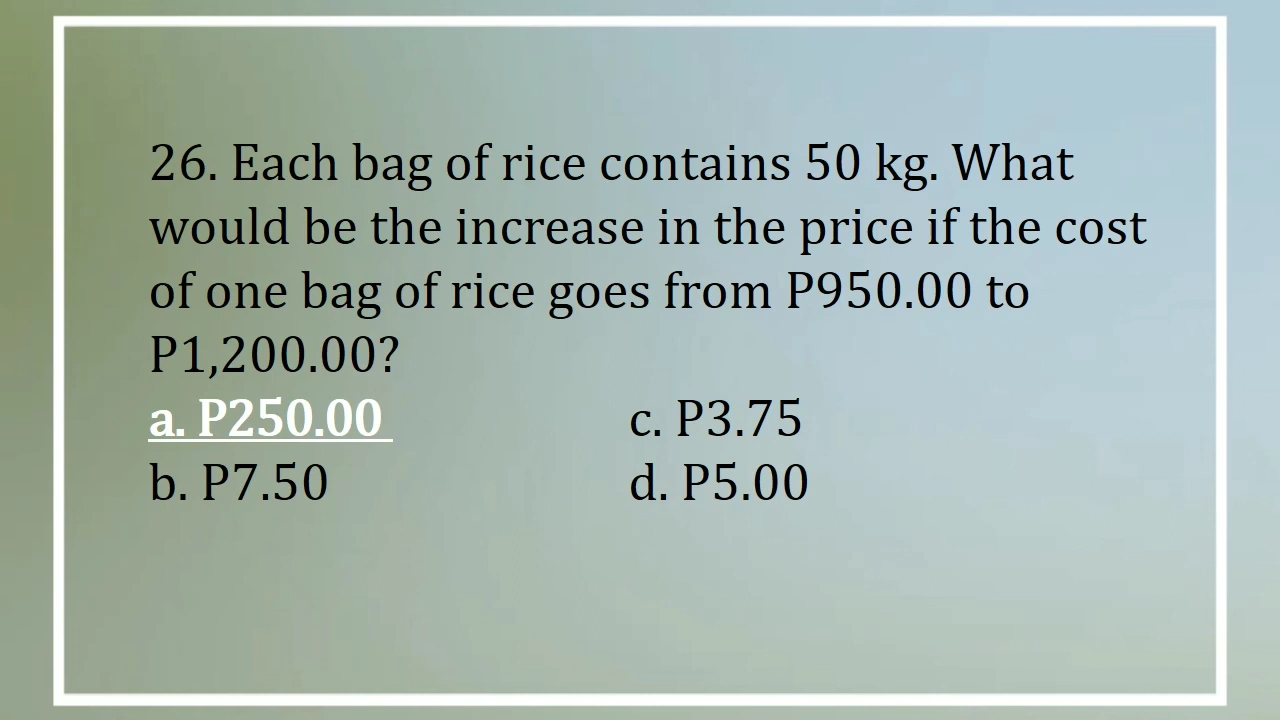 26. Each bag of rice contains 50 kg. What
would be the increase in the price if the cost
of one bag of rice goes from P950.00 to
P1,200.00?
a. P250.00 c. P3.75
b. P7.50 d. P5.00